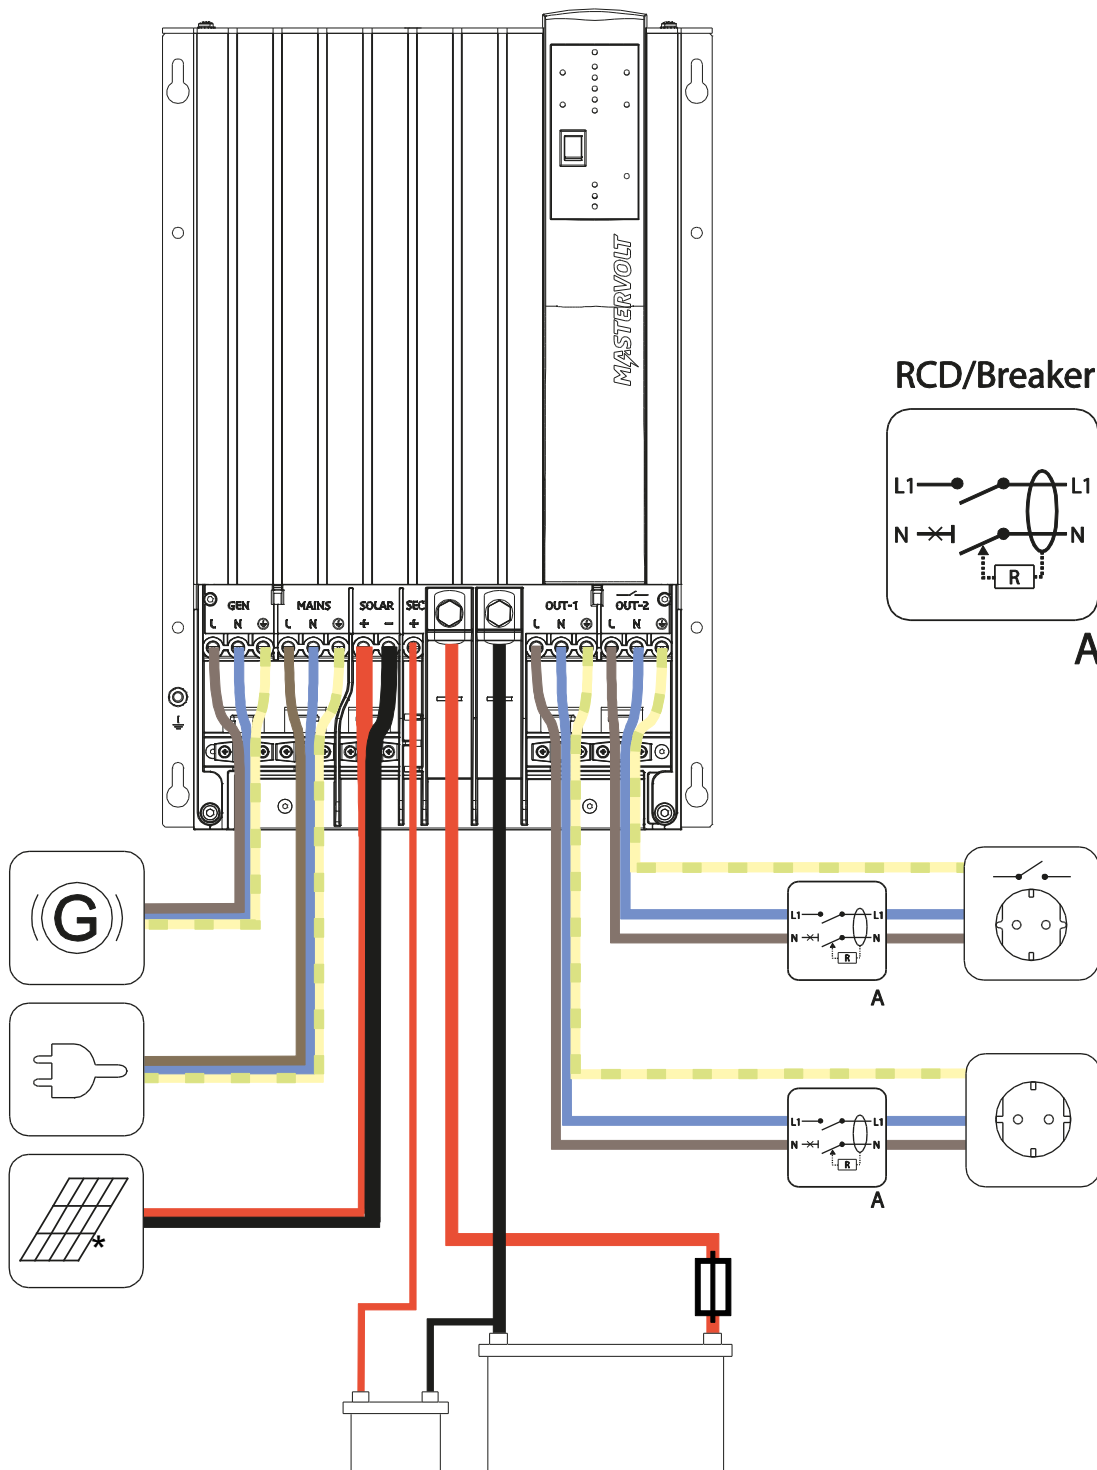 MASTERVOLT
RCD/Breaker
L1 L1
N N
R
A
GEN MAINS SOLAR SEC OUT-1 OUT-2
L N L N + - + L N L N
G
L1 L1
N N
R
A
L1 L1
N N
R
A
*